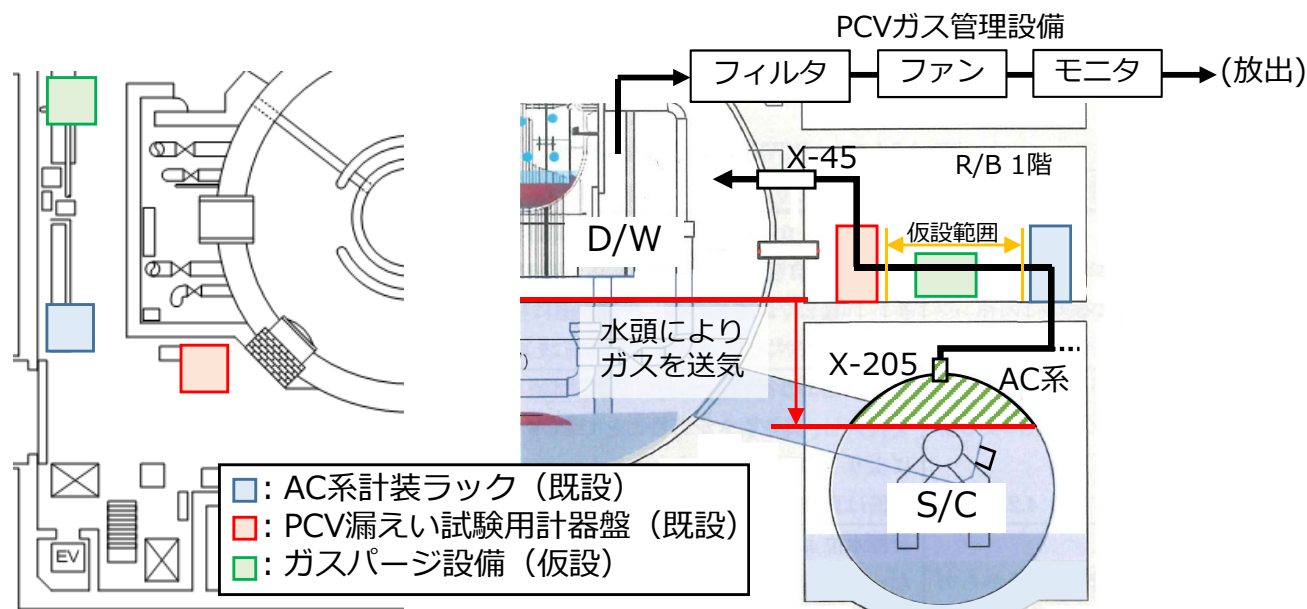 PCVガス管理設備
フィルタ
ファン
モニタ
(放出)
X-45
R/B 1階
D/W
仮設範囲
水頭により
ガスを送気
X-205
AC系
S/C
：AC系計装ラック（既設）
：PCV漏えい試験用計器盤（既設）
：ガスパージ設備（仮設）
EV